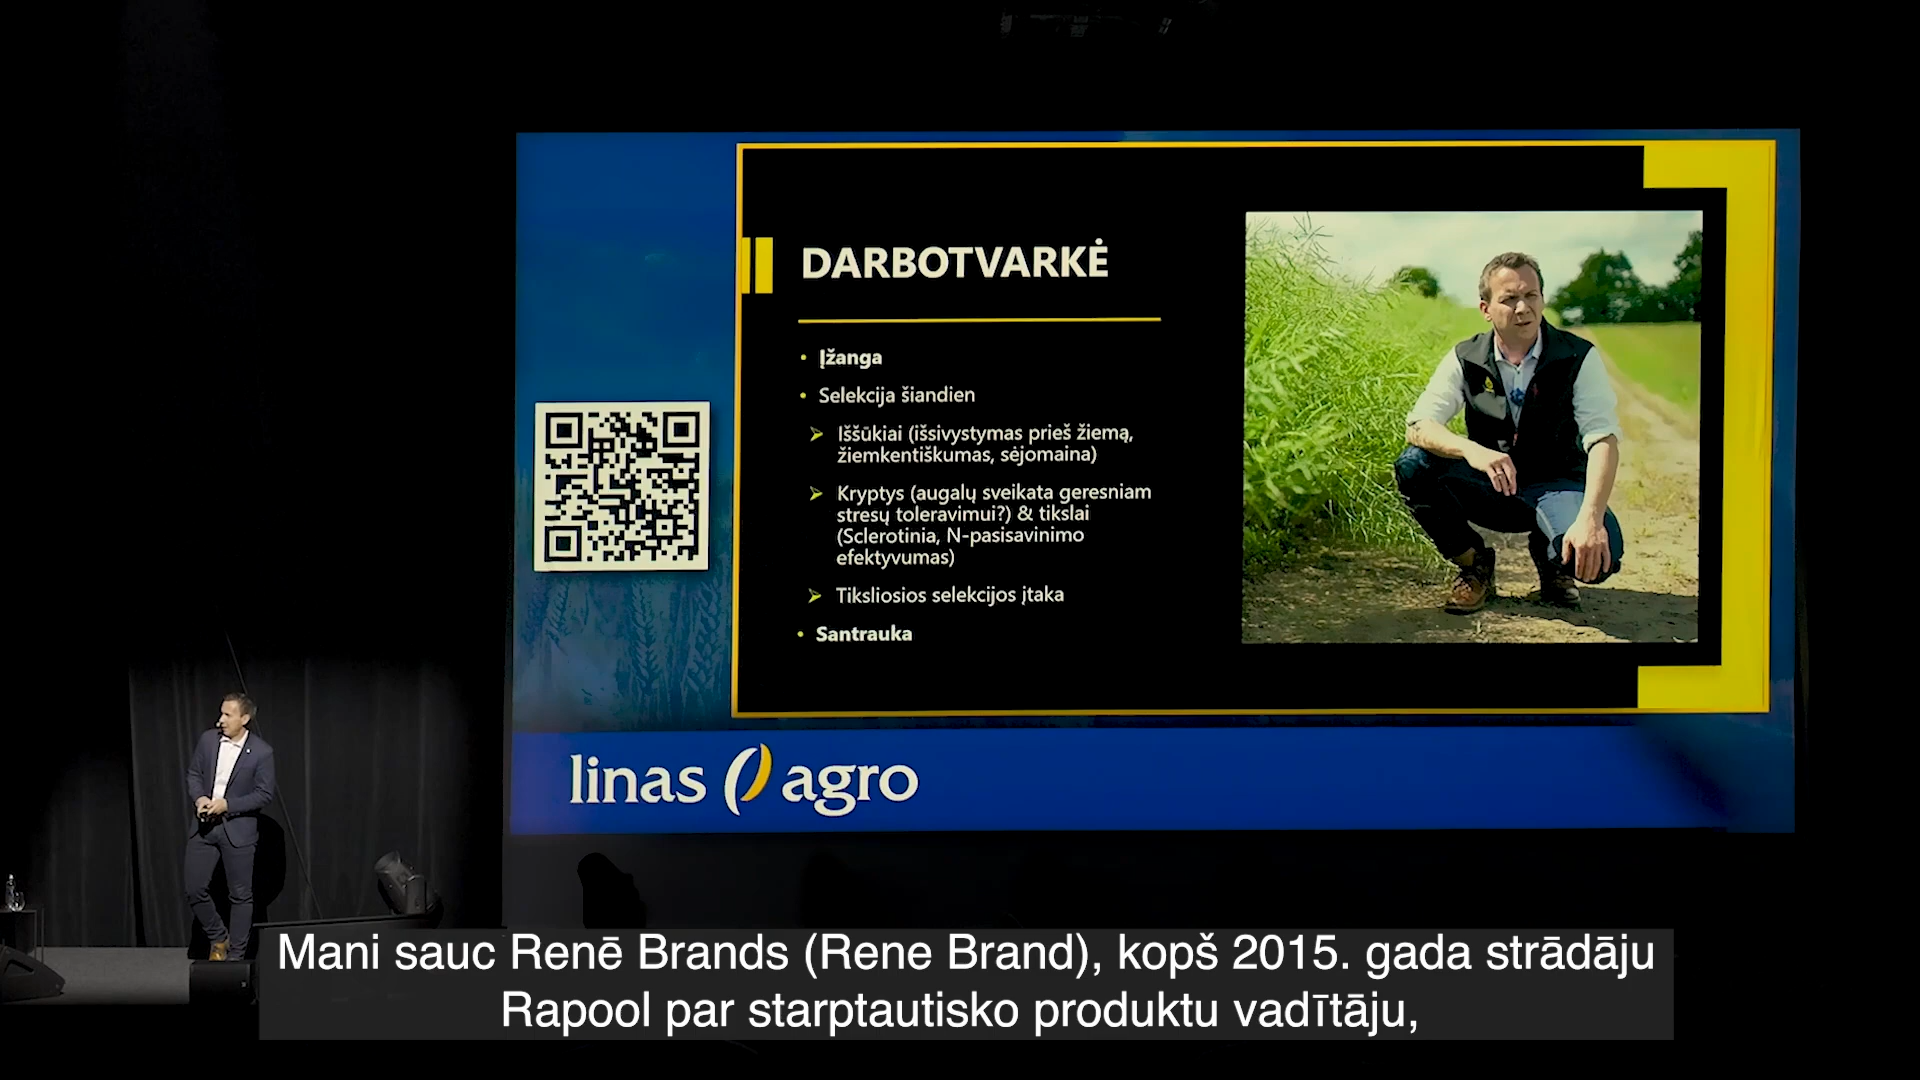 DARBOTVARKĖ
• Įžanga
• Selekcija šiandien
➢ Iššūkiai (išsivystymas prieš žiemą,
žiemkentiškumas, sėjomaina)
➢ Kryptys (augalų sveikata geresniam
stresų toleravimui?) & tikslai
(Sclerotinia, N-pasisavinimo
efektyvumas)
➢ Tiksliosios selekcijos įtaka
• Santrauka
linas agro
Mani sauc Renē Brands (Rene Brand), kopš 2015. gada strādāju
Rapool par starptautisko produktu vadītāju,